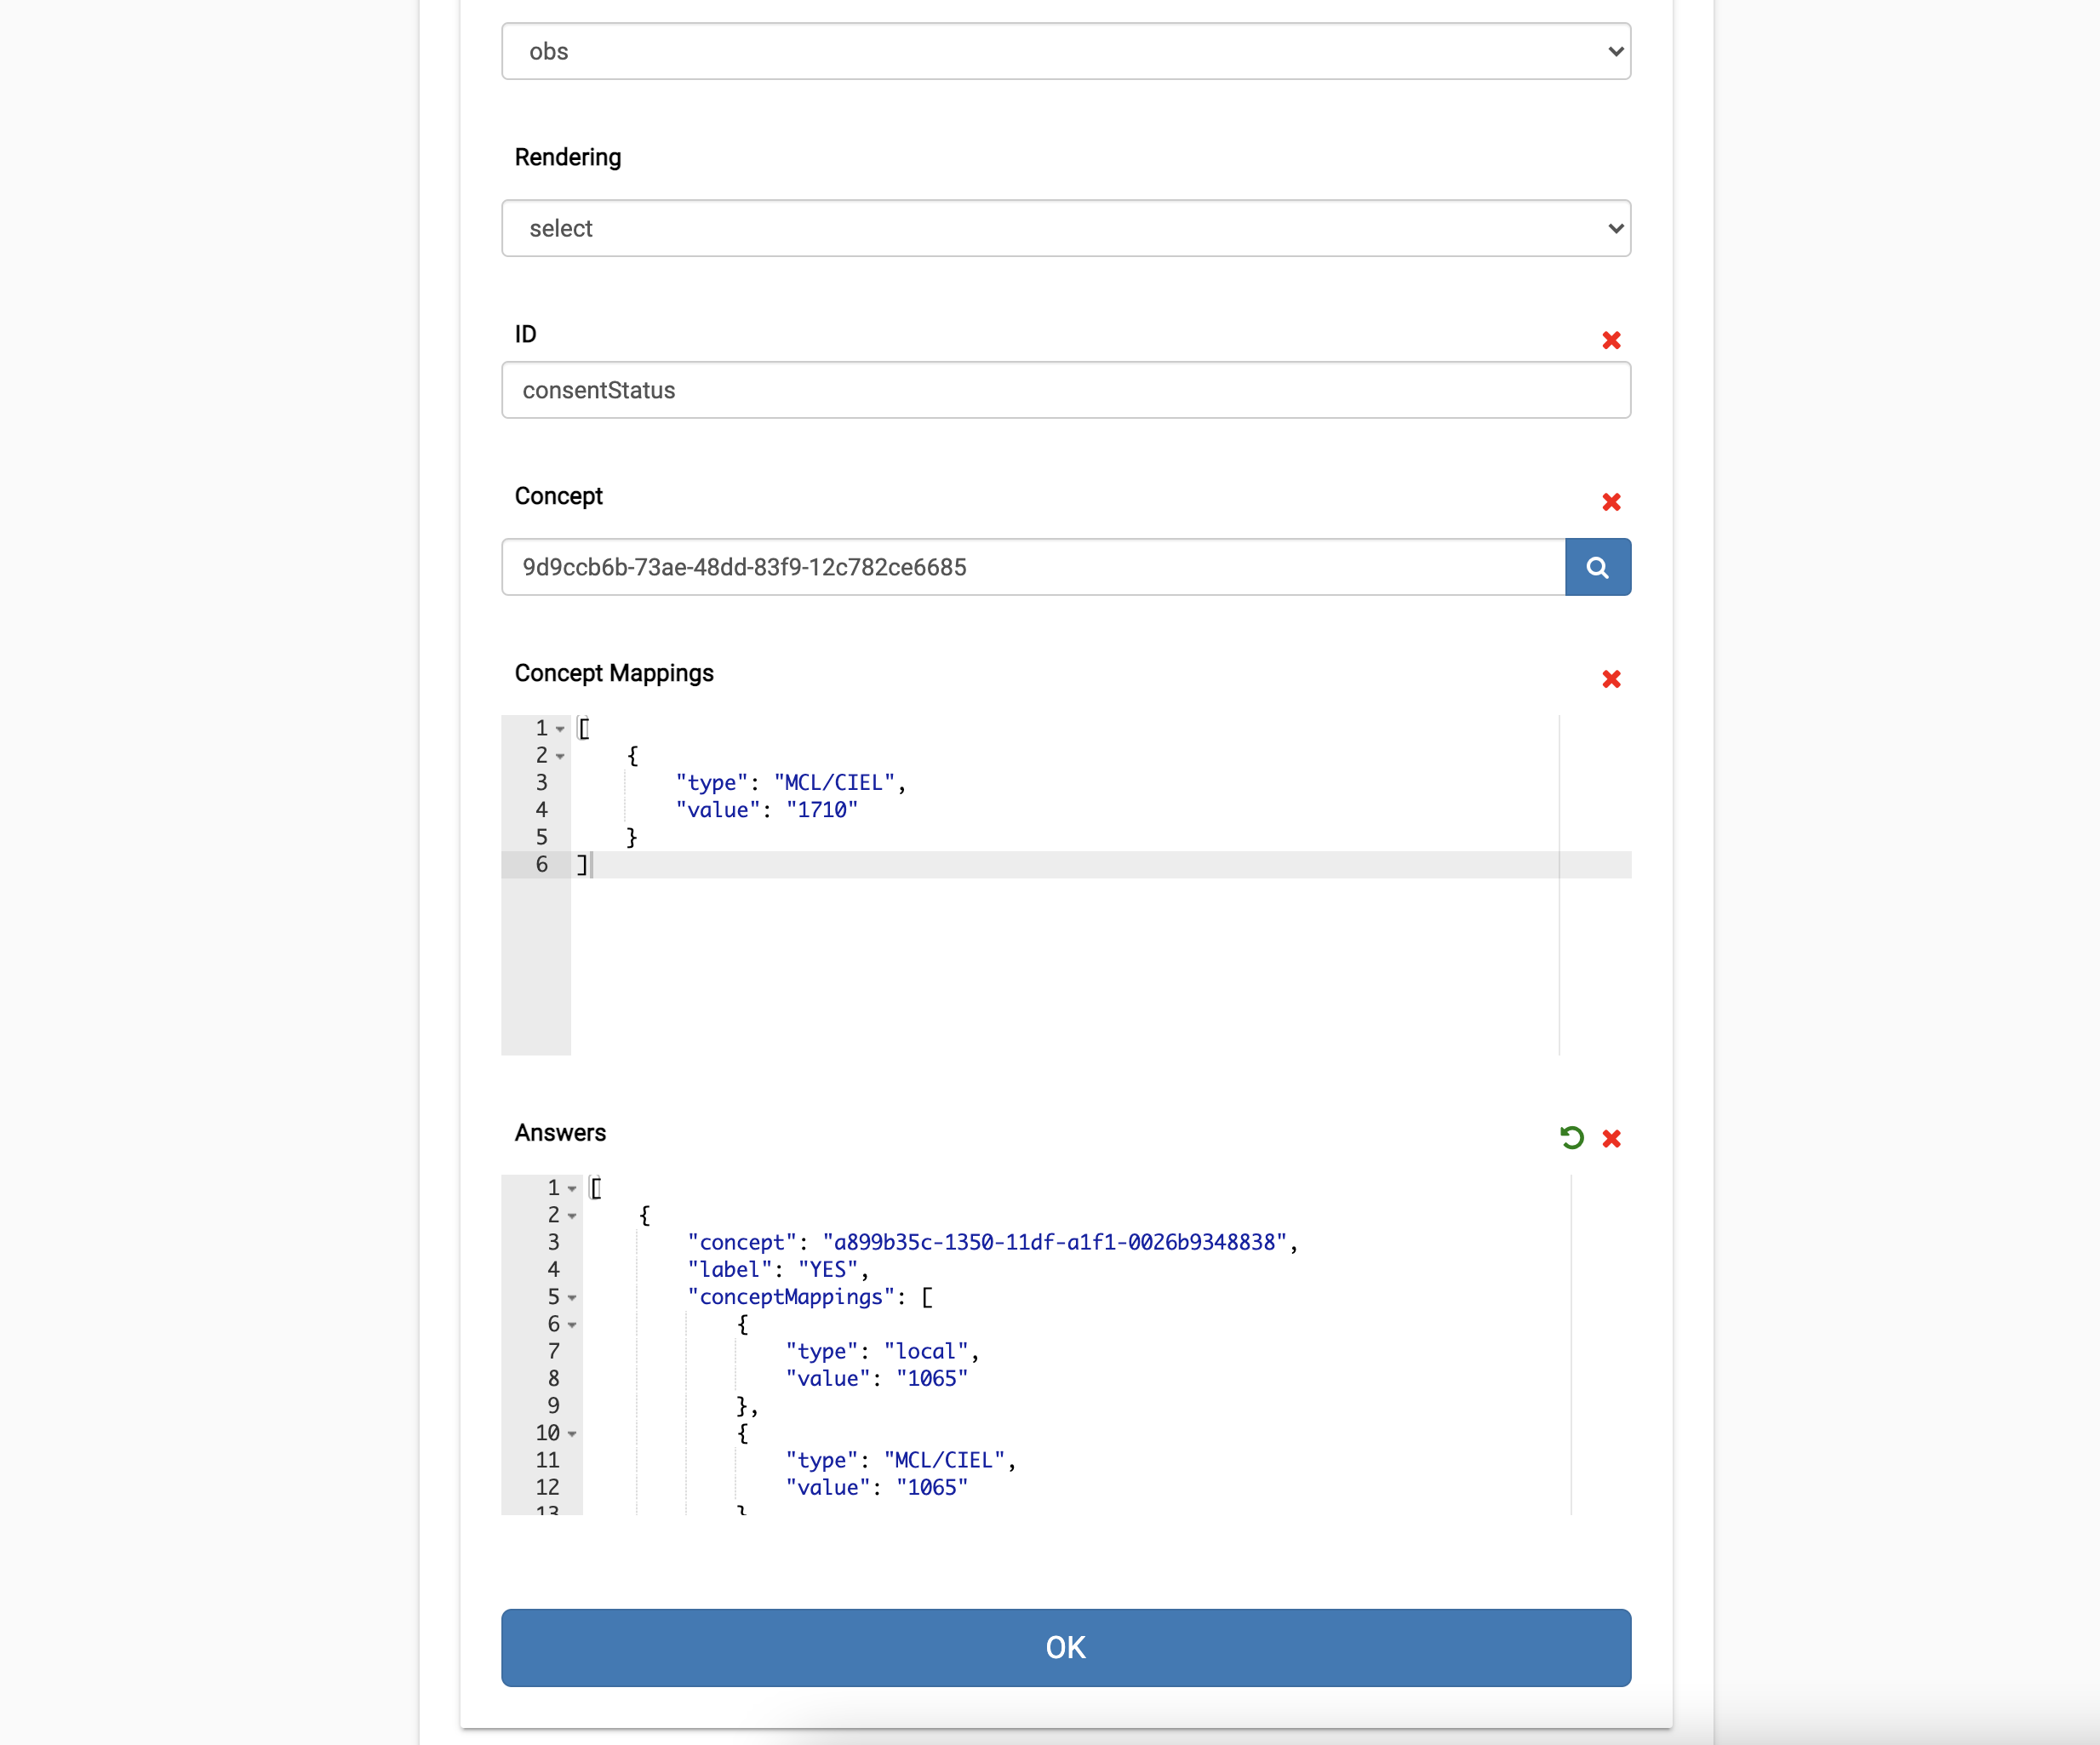 obs
Rendering
select
ID
consentStatus
Concept
9d9ccb6b-73ae-48dd-83f9-12c782ce6685
Concept Mappings
1 [
2 {
3 "type": "MCL/CIEL",
4 "value": "1710"
5 }
6 ]
Answers
1 [
2 {
3 "concept": "a899b35c-1350-11df-a1f1-0026b9348838",
4 "label": "YES",
5 "conceptMappings": [
6 {
7 "type": "local",
8 "value": "1065"
9 },
10 {
11 "type": "MCL/CIEL",
12 "value": "1065"
13 }
OK